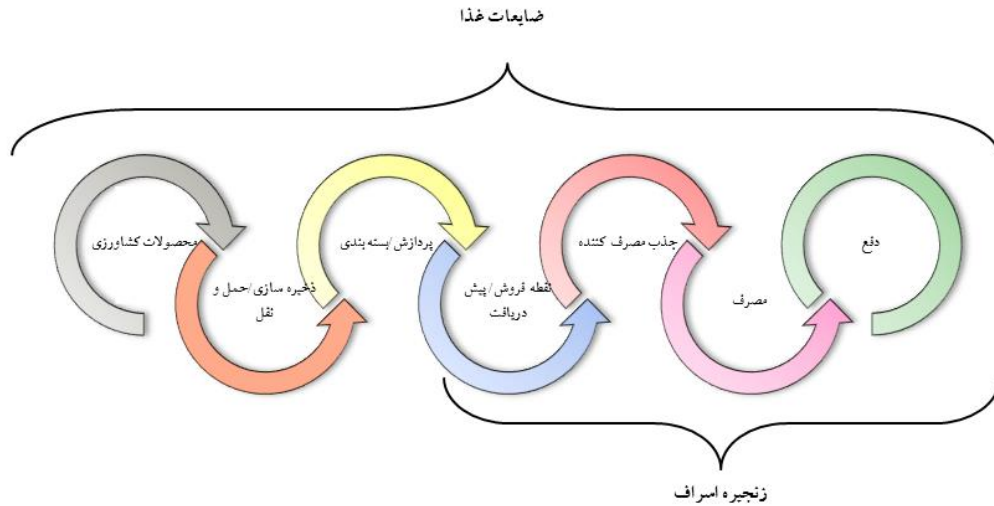 ضایعات غذا
محصولات کشاورزی
ذخیره سازی/حمل و
نقل
پردازش/بسته بندی
نقطه فروش/پیش
دریافت
جذب مصرف کننده
مصرف
دفع
زنجیره اسراف